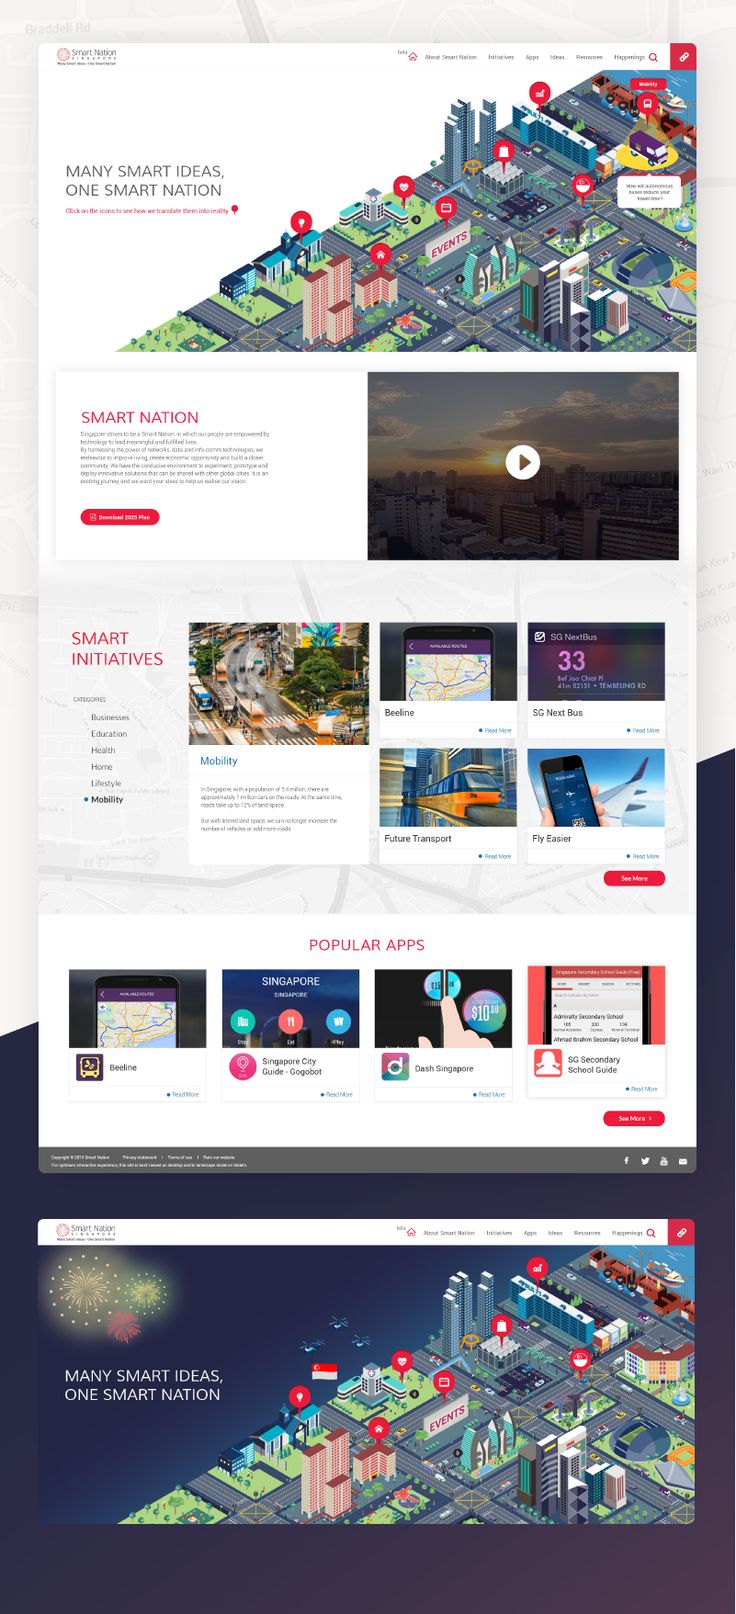 Braddell Rd
Smart Nation
SINGAPORE
Many Smart Ideas • One Smart Nation
beta
About Smart Nation
Initiatives
Apps
Ideas
Resources
Happenings
Mobility
How will autonomous
buses reduce your
travel time?
MANY SMART IDEAS,
ONE SMART NATION
Click on the icons to see how we translate them into reality
EVENTS
SMART NATION
Singapore strives to be a Smart Nation, in which our people are empowered by
technology to lead meaningful and fulfilled lives.
By harnessing the power of networks, data and info-comm technologies, we
endeavour to improve living, create economic opportunity and build a closer
community. We have the conducive environment to experiment, prototype and
deploy innovative solutions that can be shared with other global cities. It is an
exciting journey, and we want your ideas to help us realise our vision.
Download 2025 Plan
SMART
INITIATIVES
CATEGORIES
Businesses
Education
Health
Home
Lifestyle
Mobility
Mobility
In Singapore with a population of 5.4 million, there are
approximately 1 million cars on the roads. At the same time,
roads take up to 12% of land space.
But with limited land space, we can no longer increase the
number of vehicles or add more roads.
AVAILABLE ROUTES
Beeline
Read More
SG NextBus
33
Bef Joo Chiat Pl
41m 82151 • TEMBELING RD
SG Next Bus
Read More
Future Transport
Read More
Fly Easier
Read More
See More
POPULAR APPS
AVAILABLE ROUTES
Beeline
Read More
SINGAPORE
SINGAPORE
Stay
Eat
Play
Singapore City
Guide - Gogobot
Read More
$10.00
Dash Singapore
Read More
Singapore Secondary School Guide (Free)
Search schools by name
A
Admiralty Secondary School
165
200
134
Normal Academic
Express
Normal Technical
Ahmad Ibrahim Secondary School
SG Secondary
School Guide
Read More
See More
Copyright © 2015 Smart Nation
Privacy statement
Terms of use
Rate our website
For optimum interactive experience, this site is best viewed on desktop and in landscape mode on tablets.
Smart Nation
SINGAPORE
Many Smart Ideas • One Smart Nation
beta
About Smart Nation
Initiatives
Apps
Ideas
Resources
Happenings
MANY SMART IDEAS,
ONE SMART NATION
EVENTS